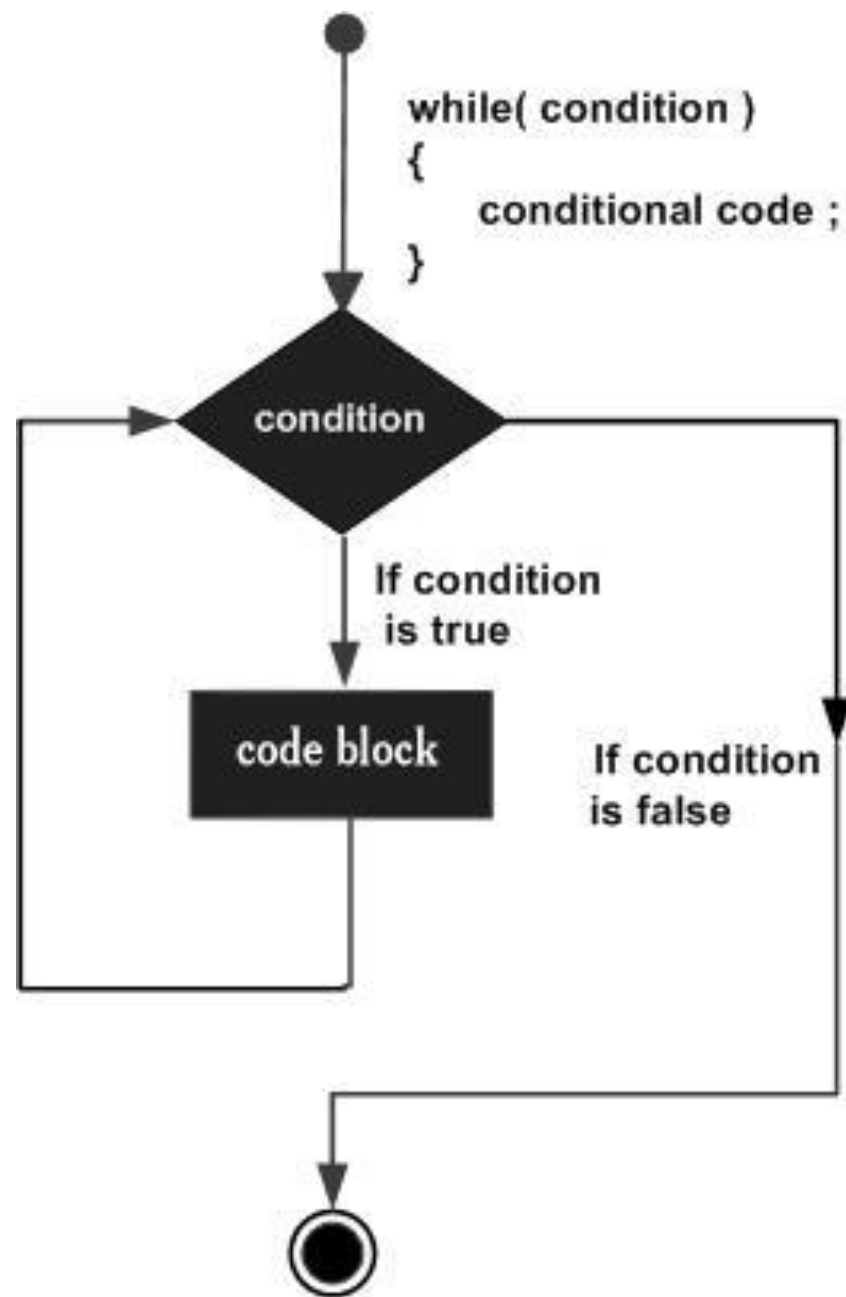 while( condition )
{
conditional code ;
}
condition
If condition
is true
code block
If condition
is false